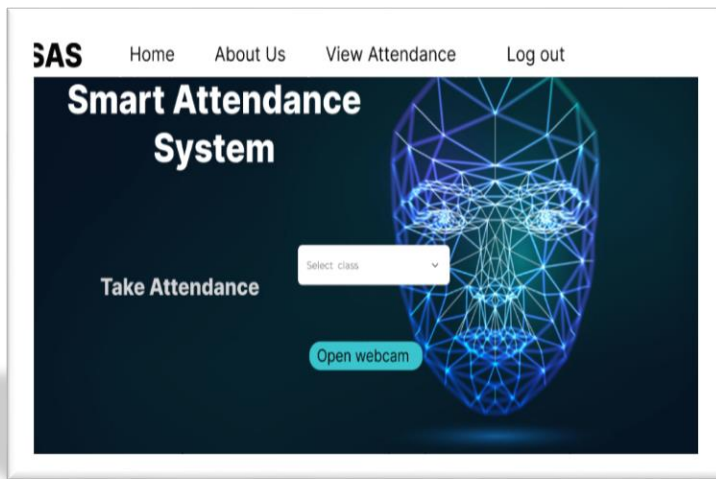 SAS Home About Us View Attendance Log out
Smart Attendance
System
Select class
Take Attendance
Open webcam